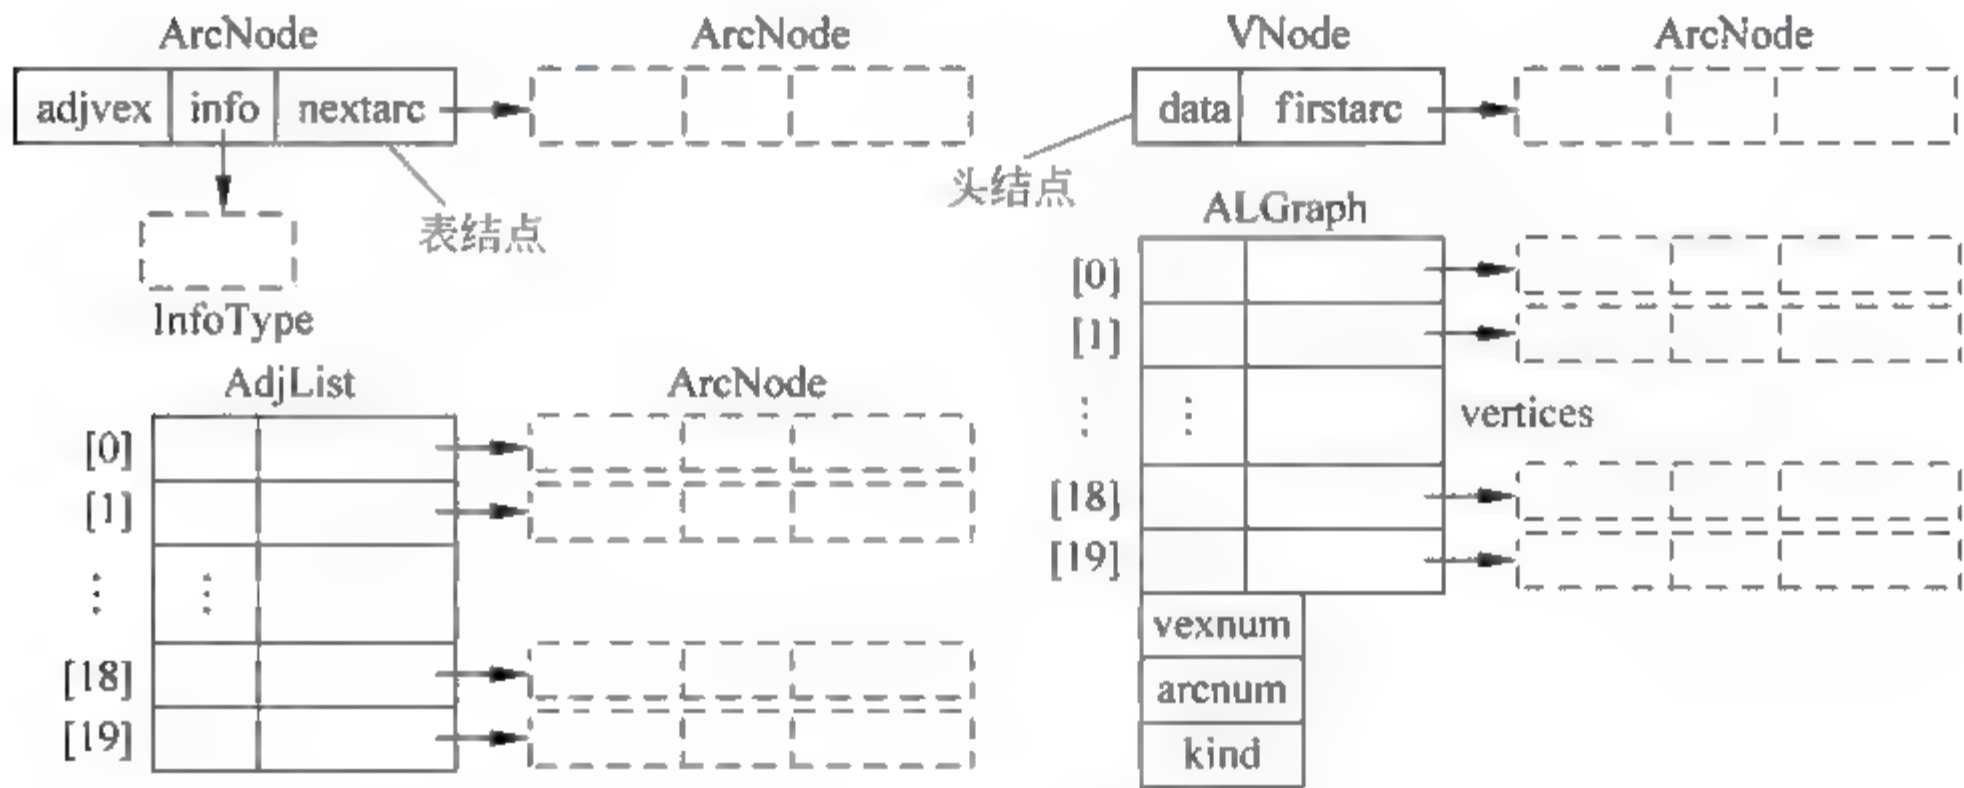 ArcNode
ArcNode
adjvex info nextarc
表结点
InfoType
VNode
ArcNode
data firstarc
头结点
AdjList
ArcNode
[0]
[1]
⋮ ⋮
[18]
[19]
ALGraph
[0]
[1]
⋮ ⋮
vertices
[18]
[19]
vexnum
arcnum
kind